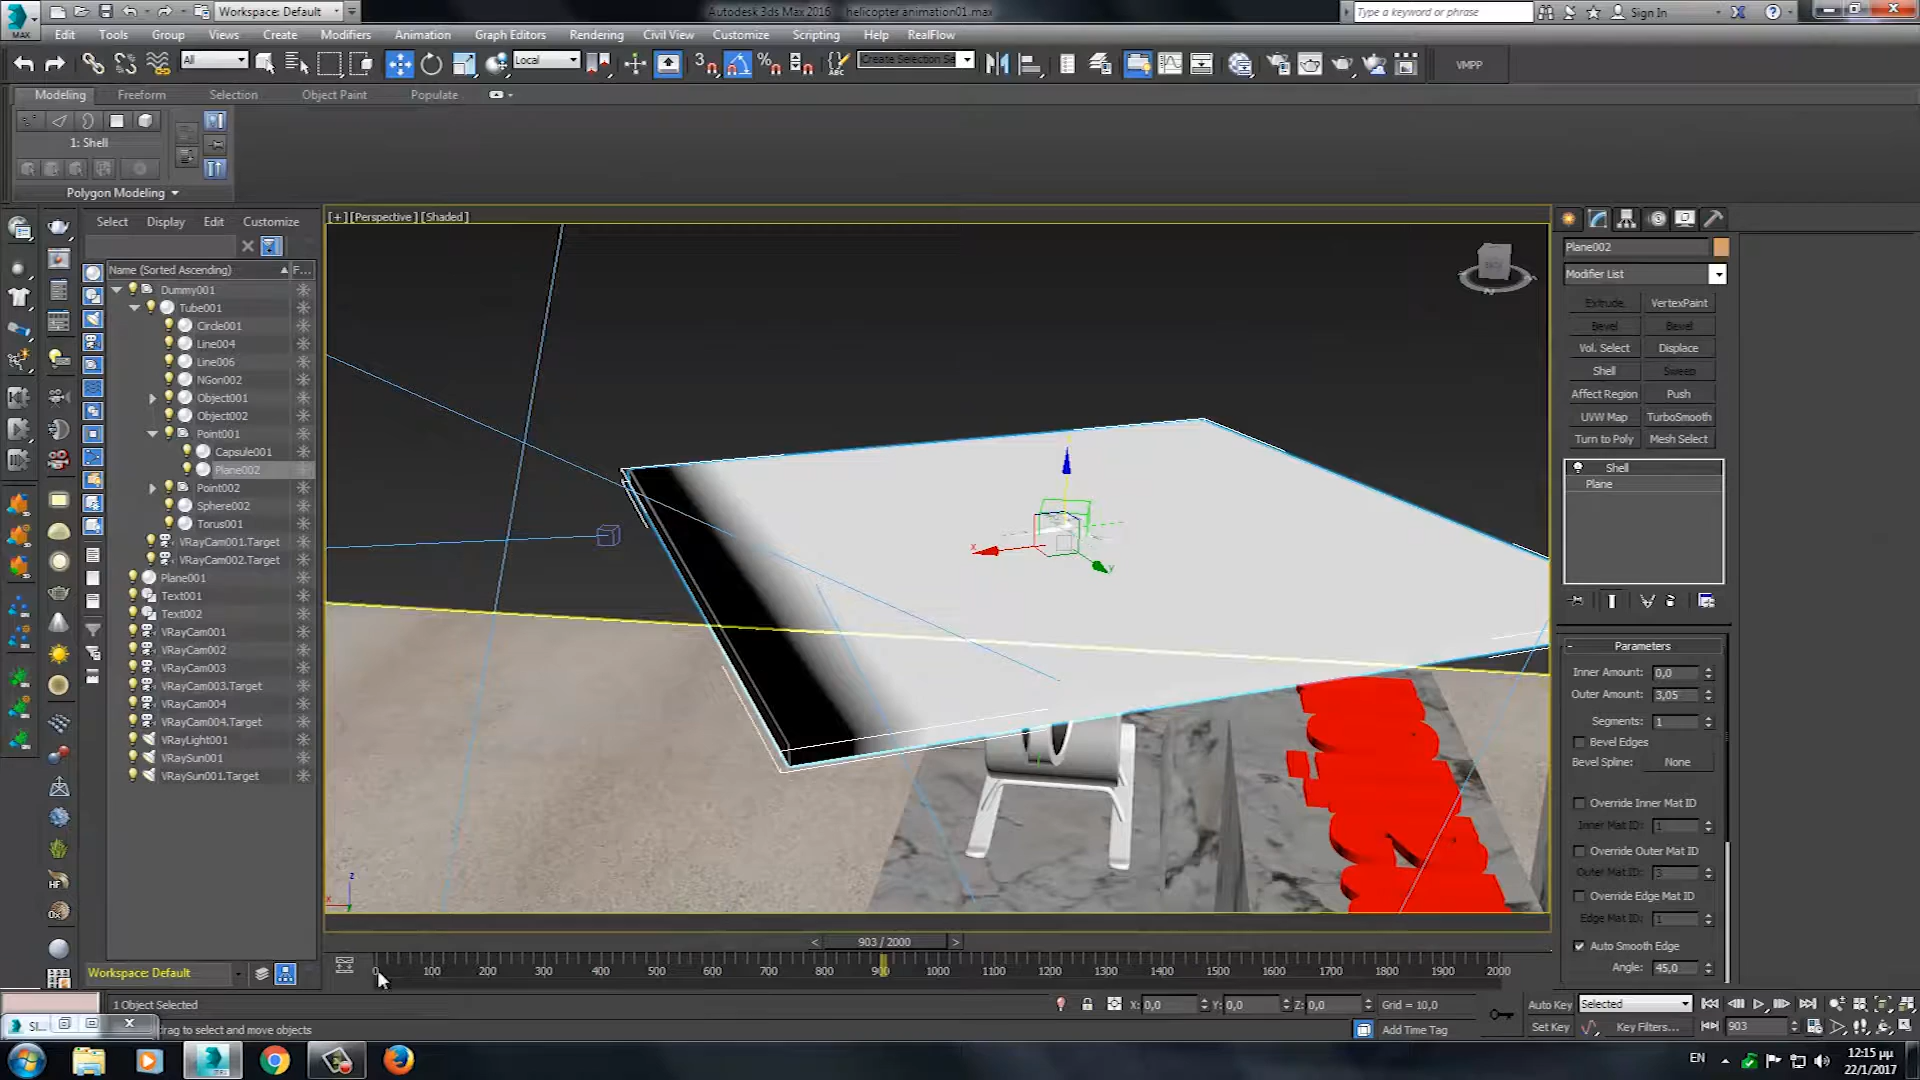 Workspace: Default
Autodesk 3ds Max 2016    helicopter animation01.max
Type a keyword or phrase
Sign In
MAX
Edit Tools Group Views Create Modifiers Animation Graph Editors Rendering Civil View Customize Scripting Help RealFlow
All
Local
Create Selection Se
VMPP
Modeling Freeform Selection Object Paint Populate
1: Shell
Polygon Modeling
Select Display Edit Customize
Name (Sorted Ascending)
F...
Dummy001
Tube001
Circle001
Line004
Line006
NGon002
Object001
Object002
Point001
Capsule001
Plane002
Point002
Sphere002
Torus001
VRayCam001.Target
VRayCam002.Target
Plane001
Text001
Text002
VRayCam001
VRayCam002
VRayCam003
VRayCam003.Target
VRayCam004
VRayCam004.Target
VRayLight001
VRaySun001
VRaySun001.Target
Workspace: Default
[+] [Perspective] [Shaded]
x
y
z
Plane002
Modifier List
Extrude VertexPaint
Bevel Bevel
Vol. Select Displace
Shell Sweep
Affect Region Push
UVW Map TurboSmooth
Turn to Poly Mesh Select
Shell
Plane
Parameters
Inner Amount: 0,0
Outer Amount: 3,05
Segments: 1
Bevel Edges
Bevel Spline: None
Override Inner Mat ID
Inner Mat ID: 1
Override Outer Mat ID
Outer Mat ID: 3
Override Edge Mat ID
Edge Mat ID: 1
Auto Smooth Edge
Angle: 45,0
< 903 / 2000 >
0 100 200 300 400 500 600 700 800 900 1000 1100 1200 1300 1400 1500 1600 1700 1800 1900 2000
1 Object Selected
X: 0,0 Y: 0,0 Z: 0,0 Grid = 10,0
Auto Key Selected
drag to select and move objects
Add Time Tag
Set Key Key Filters... 903
EN
12:15 μμ
22/1/2017